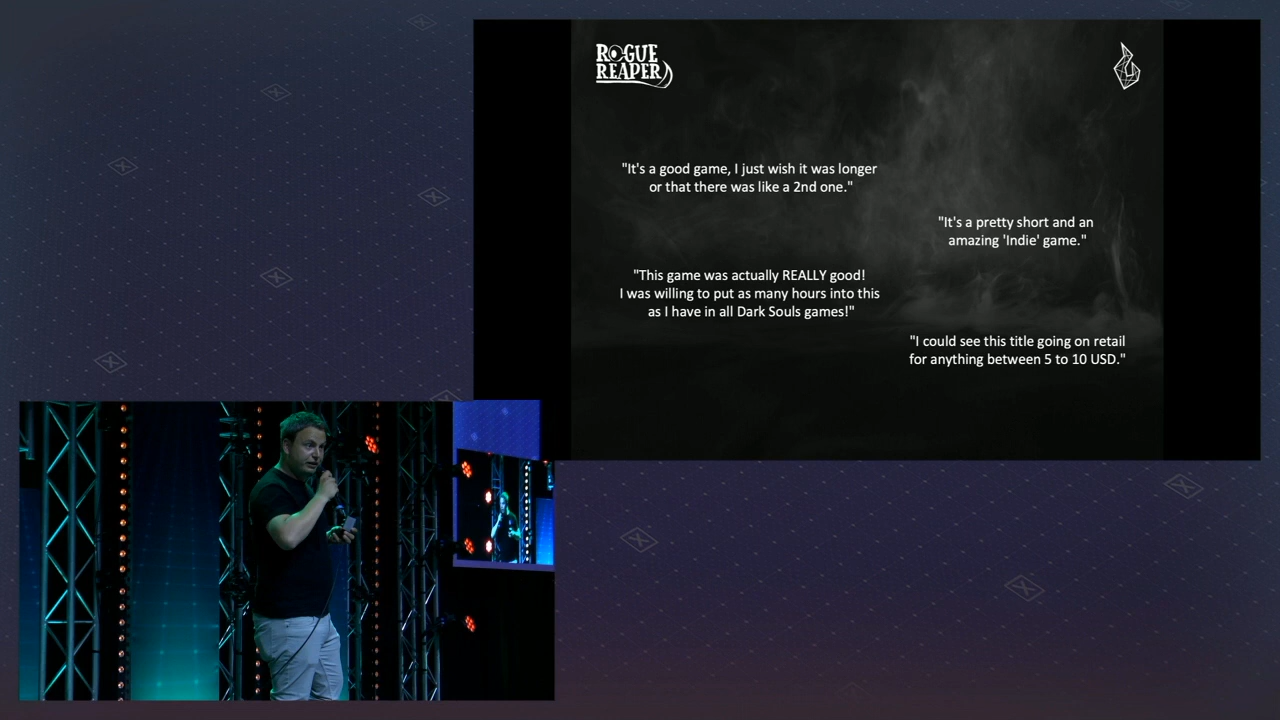 ROGUE
REAPER
"It's a good game, I just wish it was longer
or that there was like a 2nd one."
"It's a pretty short and an
amazing 'Indie' game."
"This game was actually REALLY good!
I was willing to put as many hours into this
as I have in all Dark Souls games!"
"I could see this title going on retail
for anything between 5 to 10 USD."